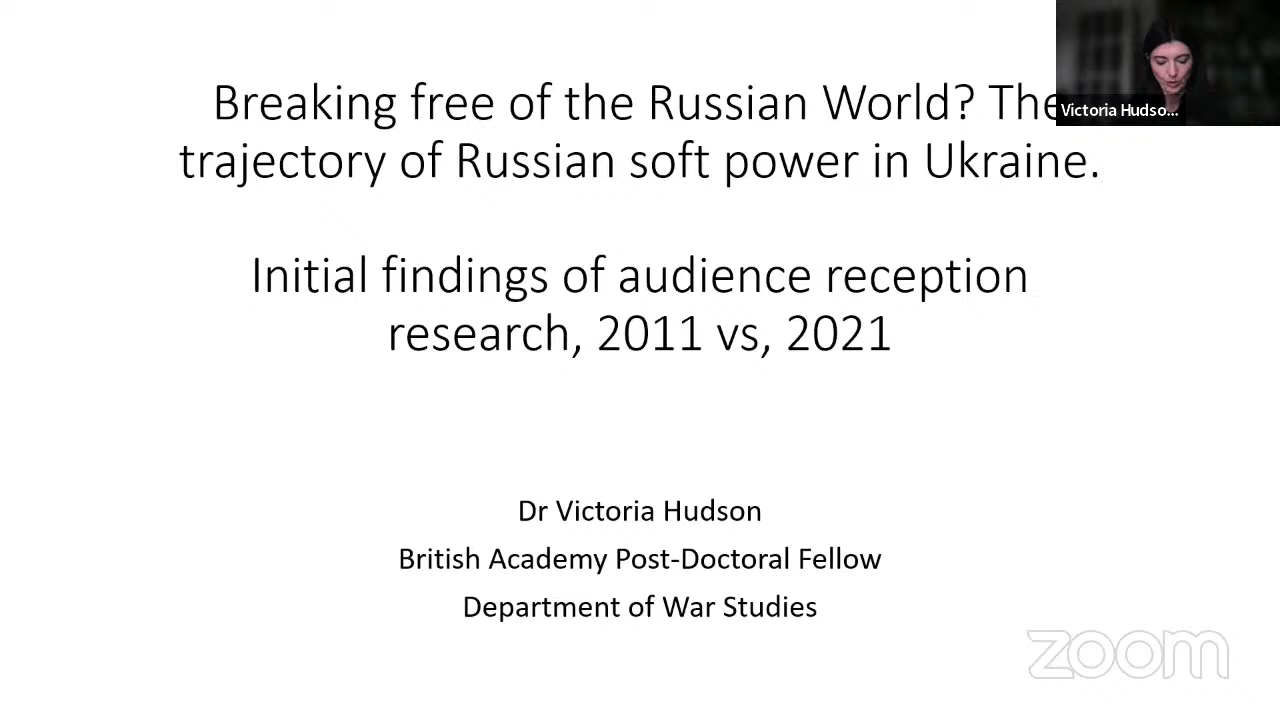 Breaking free of the Russian World? The
trajectory of Russian soft power in Ukraine.
Initial findings of audience reception
research, 2011 vs, 2021
Dr Victoria Hudson
British Academy Post-Doctoral Fellow
Department of War Studies
Victoria Hudso...
zoom